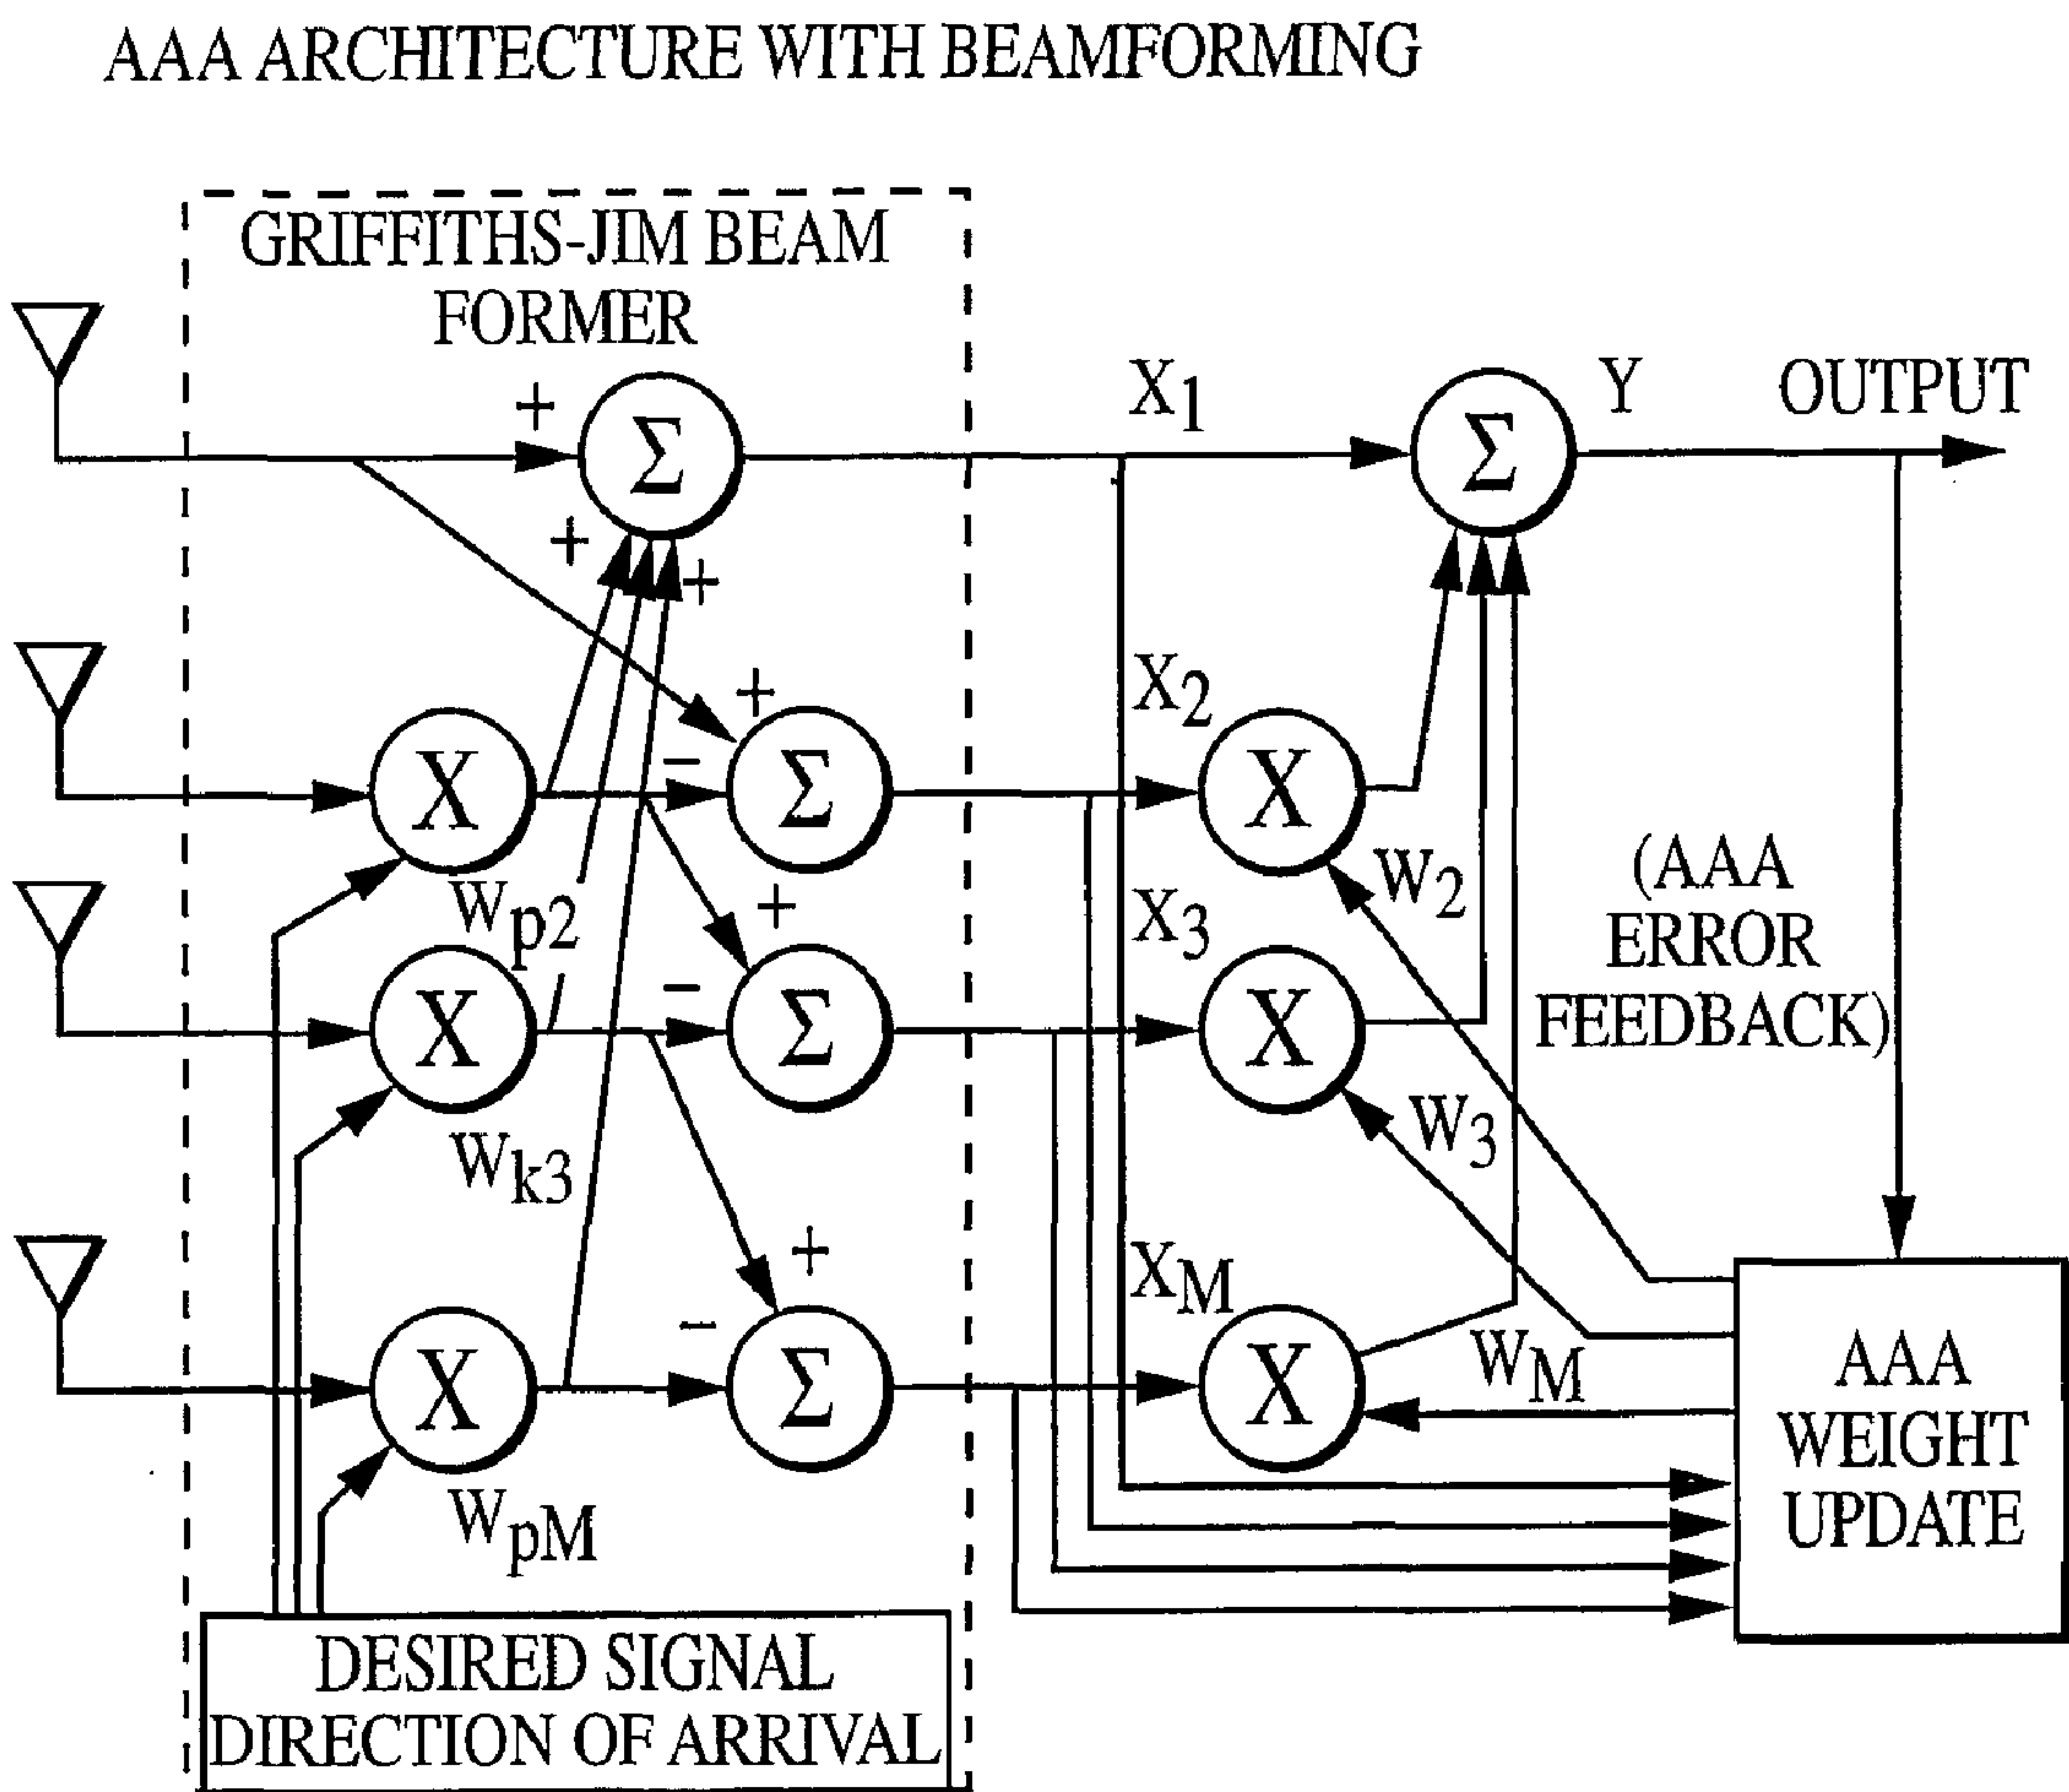 AAA ARCHITECTURE WITH BEAMFORMING
GRIFFITHS-JIM BEAM
FORMER
+
Σ
+
+
X1
Σ
Y
OUTPUT
X
Wp2
+
−
Σ
X2
X
W2
(AAA
ERROR
FEEDBACK)
X
Wk3
+
−
Σ
X3
X
W3
X
WpM
+
−
Σ
XM
X
WM
AAA
WEIGHT
UPDATE
DESIRED SIGNAL
DIRECTION OF ARRIVAL